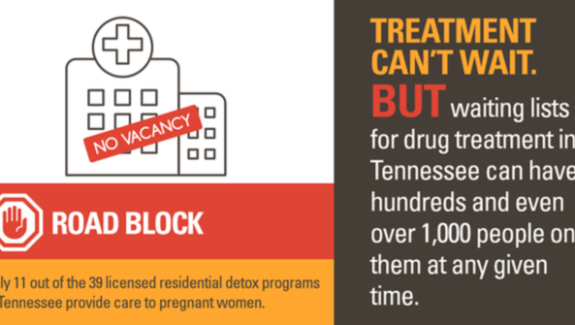 NO VACANCY
ROAD BLOCK
ly 11 out of the 39 licensed residential detox programs
Tennessee provide care to pregnant women.
TREATMENT
CAN'T WAIT.
BUT waiting lists
for drug treatment in
Tennessee can have
hundreds and even
over 1,000 people on
them at any given
time.